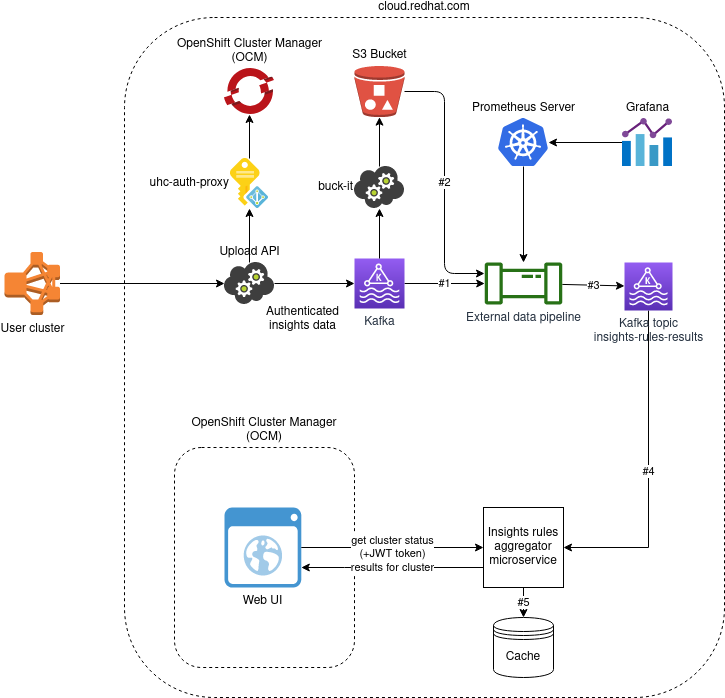 cloud.redhat.com
OpenShift Cluster Manager
(OCM)
S3 Bucket
Prometheus Server
Grafana
uhc-auth-proxy
buck-it
#2
Upload API
K
#1
#3
K
User cluster
Authenticated
insights data
Kafka
External data pipeline
Kafka topic
insights-rules-results
OpenShift Cluster Manager
(OCM)
#4
get cluster status
(+JWT token)
results for cluster
Insights rules
aggregator
microservice
Web UI
#5
Cache